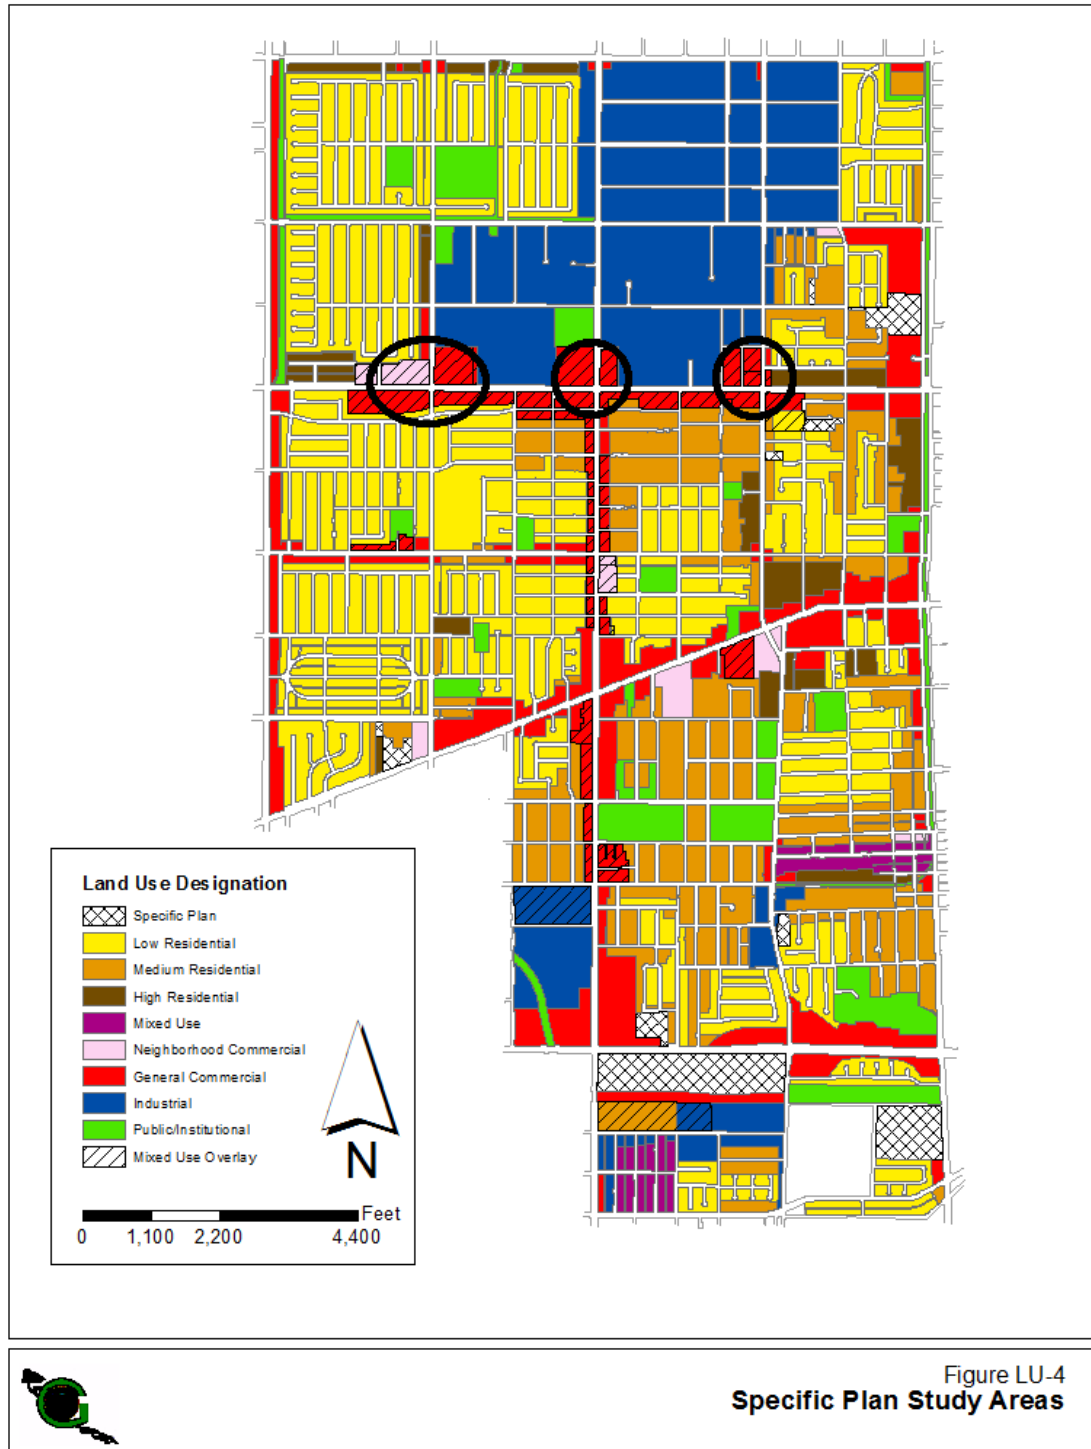 Land Use Designation
Specific Plan
Low Residential
Medium Residential
High Residential
Mixed Use
Neighborhood Commercial
General Commercial
Industrial
Public/Institutional
Mixed Use Overlay
N
Feet
0 1,100 2,200 4,400
Figure LU-4
Specific Plan Study Areas